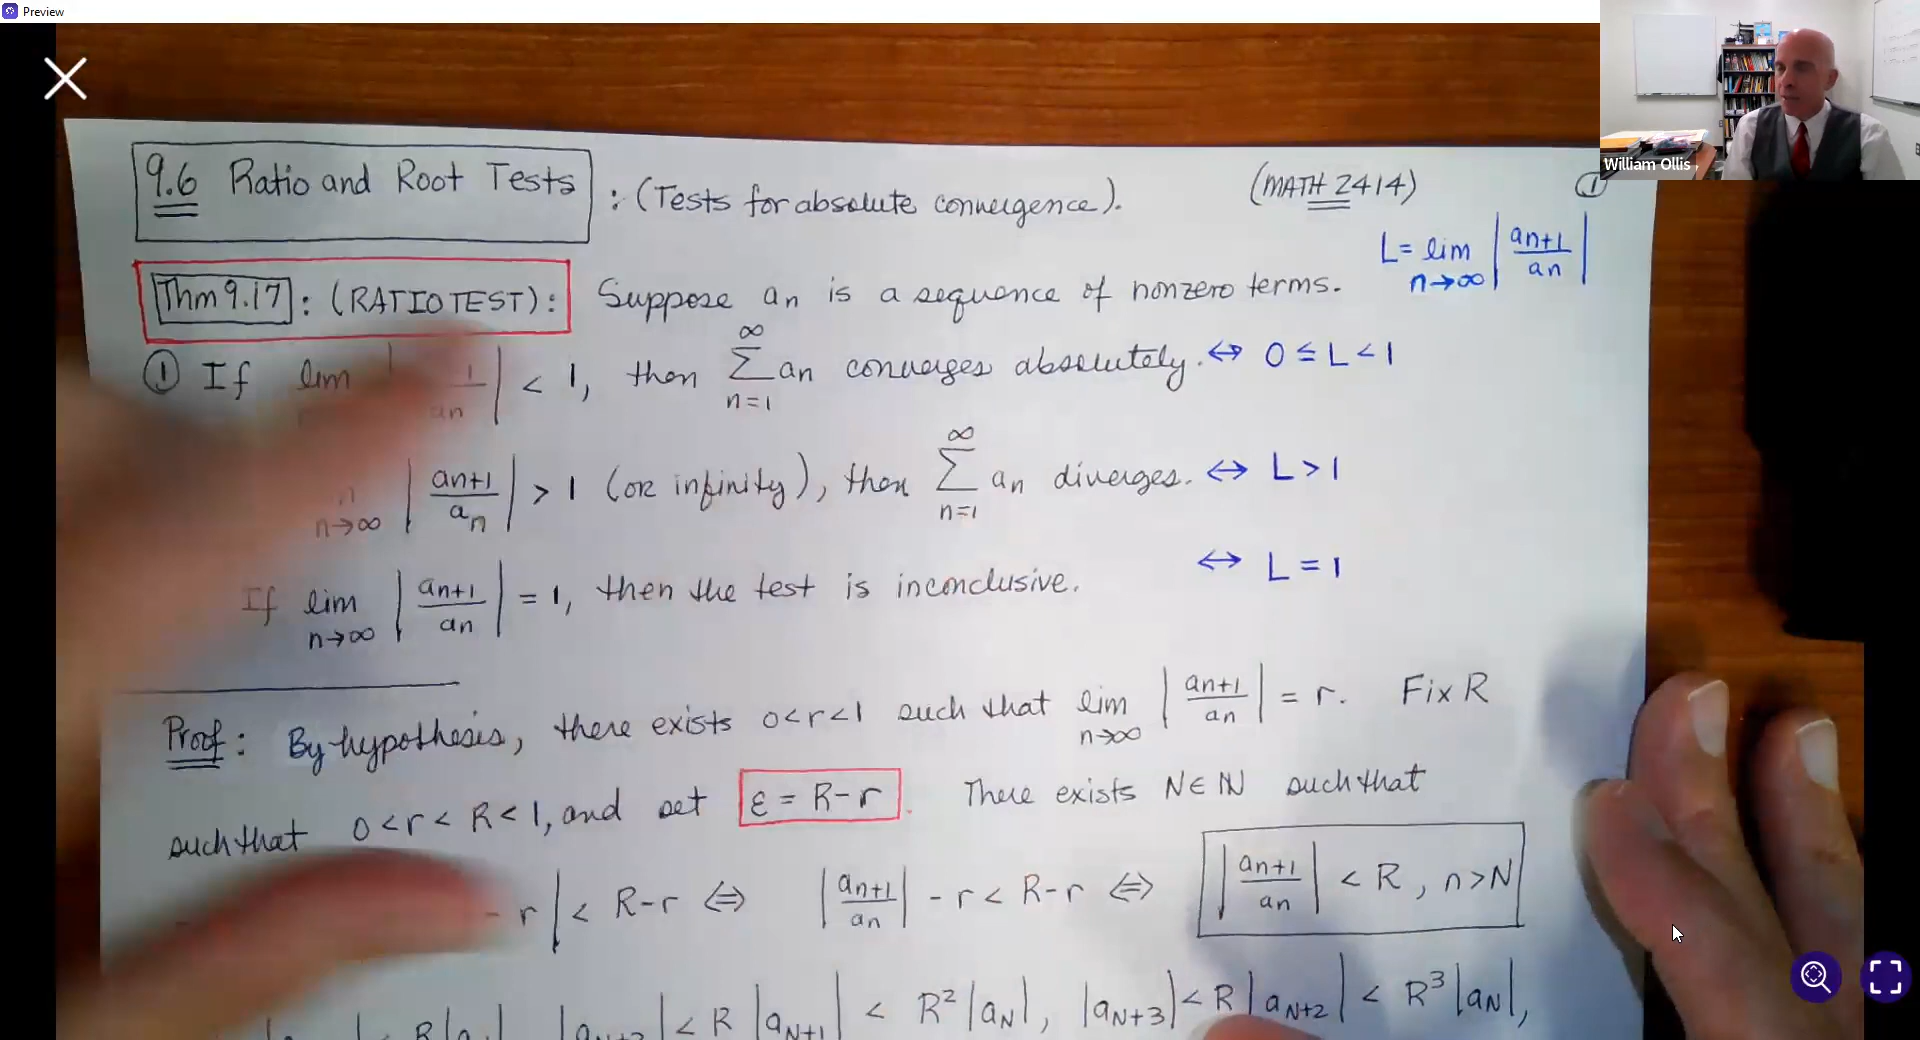 Preview
William Ollis
9.6 Ratio and Root Tests : (Tests for absolute convergence). (MATH 2414) ①
L = lim n→∞ |an+1/an|
Thm 9.17 : (RATIO TEST) : Suppose an is a sequence of nonzero terms.
① If lim | 1/an | < 1, then ∞∑n=1 an converges absolutely. ↔ 0 ≤ L < 1
n→∞ |an+1/an| > 1 (or infinity), then ∞∑n=1 an diverges. ↔ L > 1
If lim n→∞ |an+1/an| = 1, then the test is inconclusive. ↔ L = 1
Proof : By hypothesis, there exists 0<r<1 such that lim n→∞ |an+1/an| = r. Fix R
such that 0<r<R<1, and set ε = R-r. There exists N∈ℕ such that
- r| < R-r ⇔ |an+1/an| - r < R-r ⇔ |an+1/an| < R, n>N
< R |aN+1| < R² |aN|, |aN+3| < R |aN+2| < R³ |aN|,